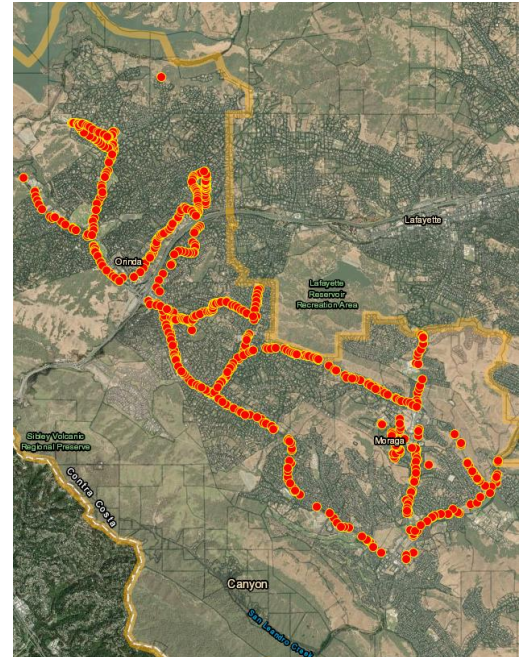 Lafayette
Orinda
Lafayette
Reservoir
Recreation Area
Moraga
Sibley Volcanic
Regional Preserve
Contra Costa
Canyon
San Leandro Creek